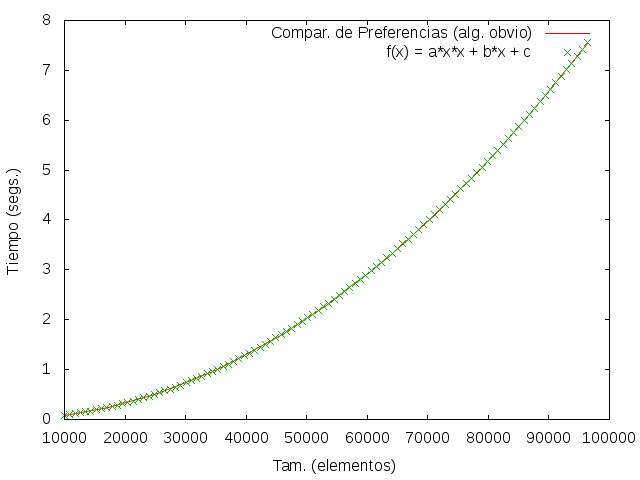 Compar. de Preferencias (alg. obvio)
f(x) = a*x*x + b*x + c
8
7
6
5
4
3
2
1
0
Tiempo (segs.)
10000 20000 30000 40000 50000 60000 70000 80000 90000 100000
Tam. (elementos)